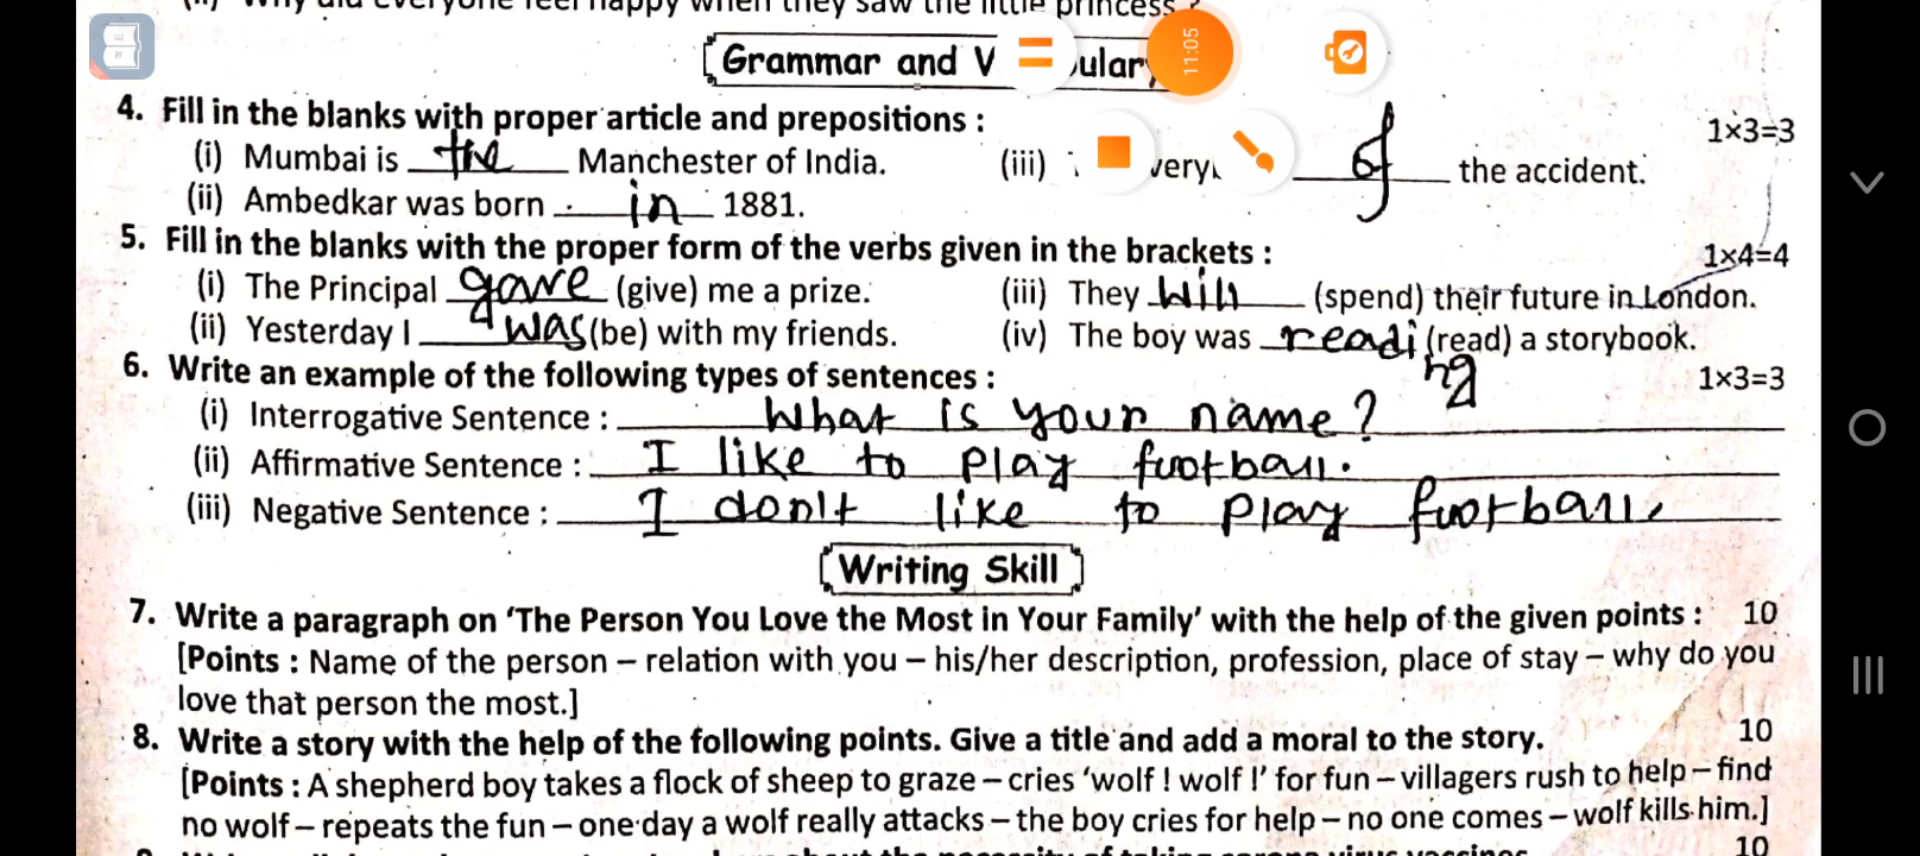 Why did everyone feel happy when they saw the little princess ?
Grammar and V ular
11:05
4. Fill in the blanks with proper article and prepositions : 1×3=3
(i) Mumbai is the Manchester of India. (iii) very of the accident.
(ii) Ambedkar was born in 1881.
5. Fill in the blanks with the proper form of the verbs given in the brackets : 1×4=4
(i) The Principal gave (give) me a prize. (iii) They will (spend) their future in London.
(ii) Yesterday I was (be) with my friends. (iv) The boy was reading (read) a storybook.
6. Write an example of the following types of sentences : 1×3=3
(i) Interrogative Sentence : What is your name?
(ii) Affirmative Sentence : I like to play football.
(iii) Negative Sentence : I don't like to play football.
Writing Skill
7. Write a paragraph on ‘The Person You Love the Most in Your Family’ with the help of the given points : 10
[Points : Name of the person – relation with you – his/her description, profession, place of stay – why do you
love that person the most.]
8. Write a story with the help of the following points. Give a title and add a moral to the story. 10
[Points : A shepherd boy takes a flock of sheep to graze – cries ‘wolf ! wolf !’ for fun – villagers rush to help – find
no wolf – repeats the fun – one day a wolf really attacks – the boy cries for help – no one comes – wolf kills him.]
10